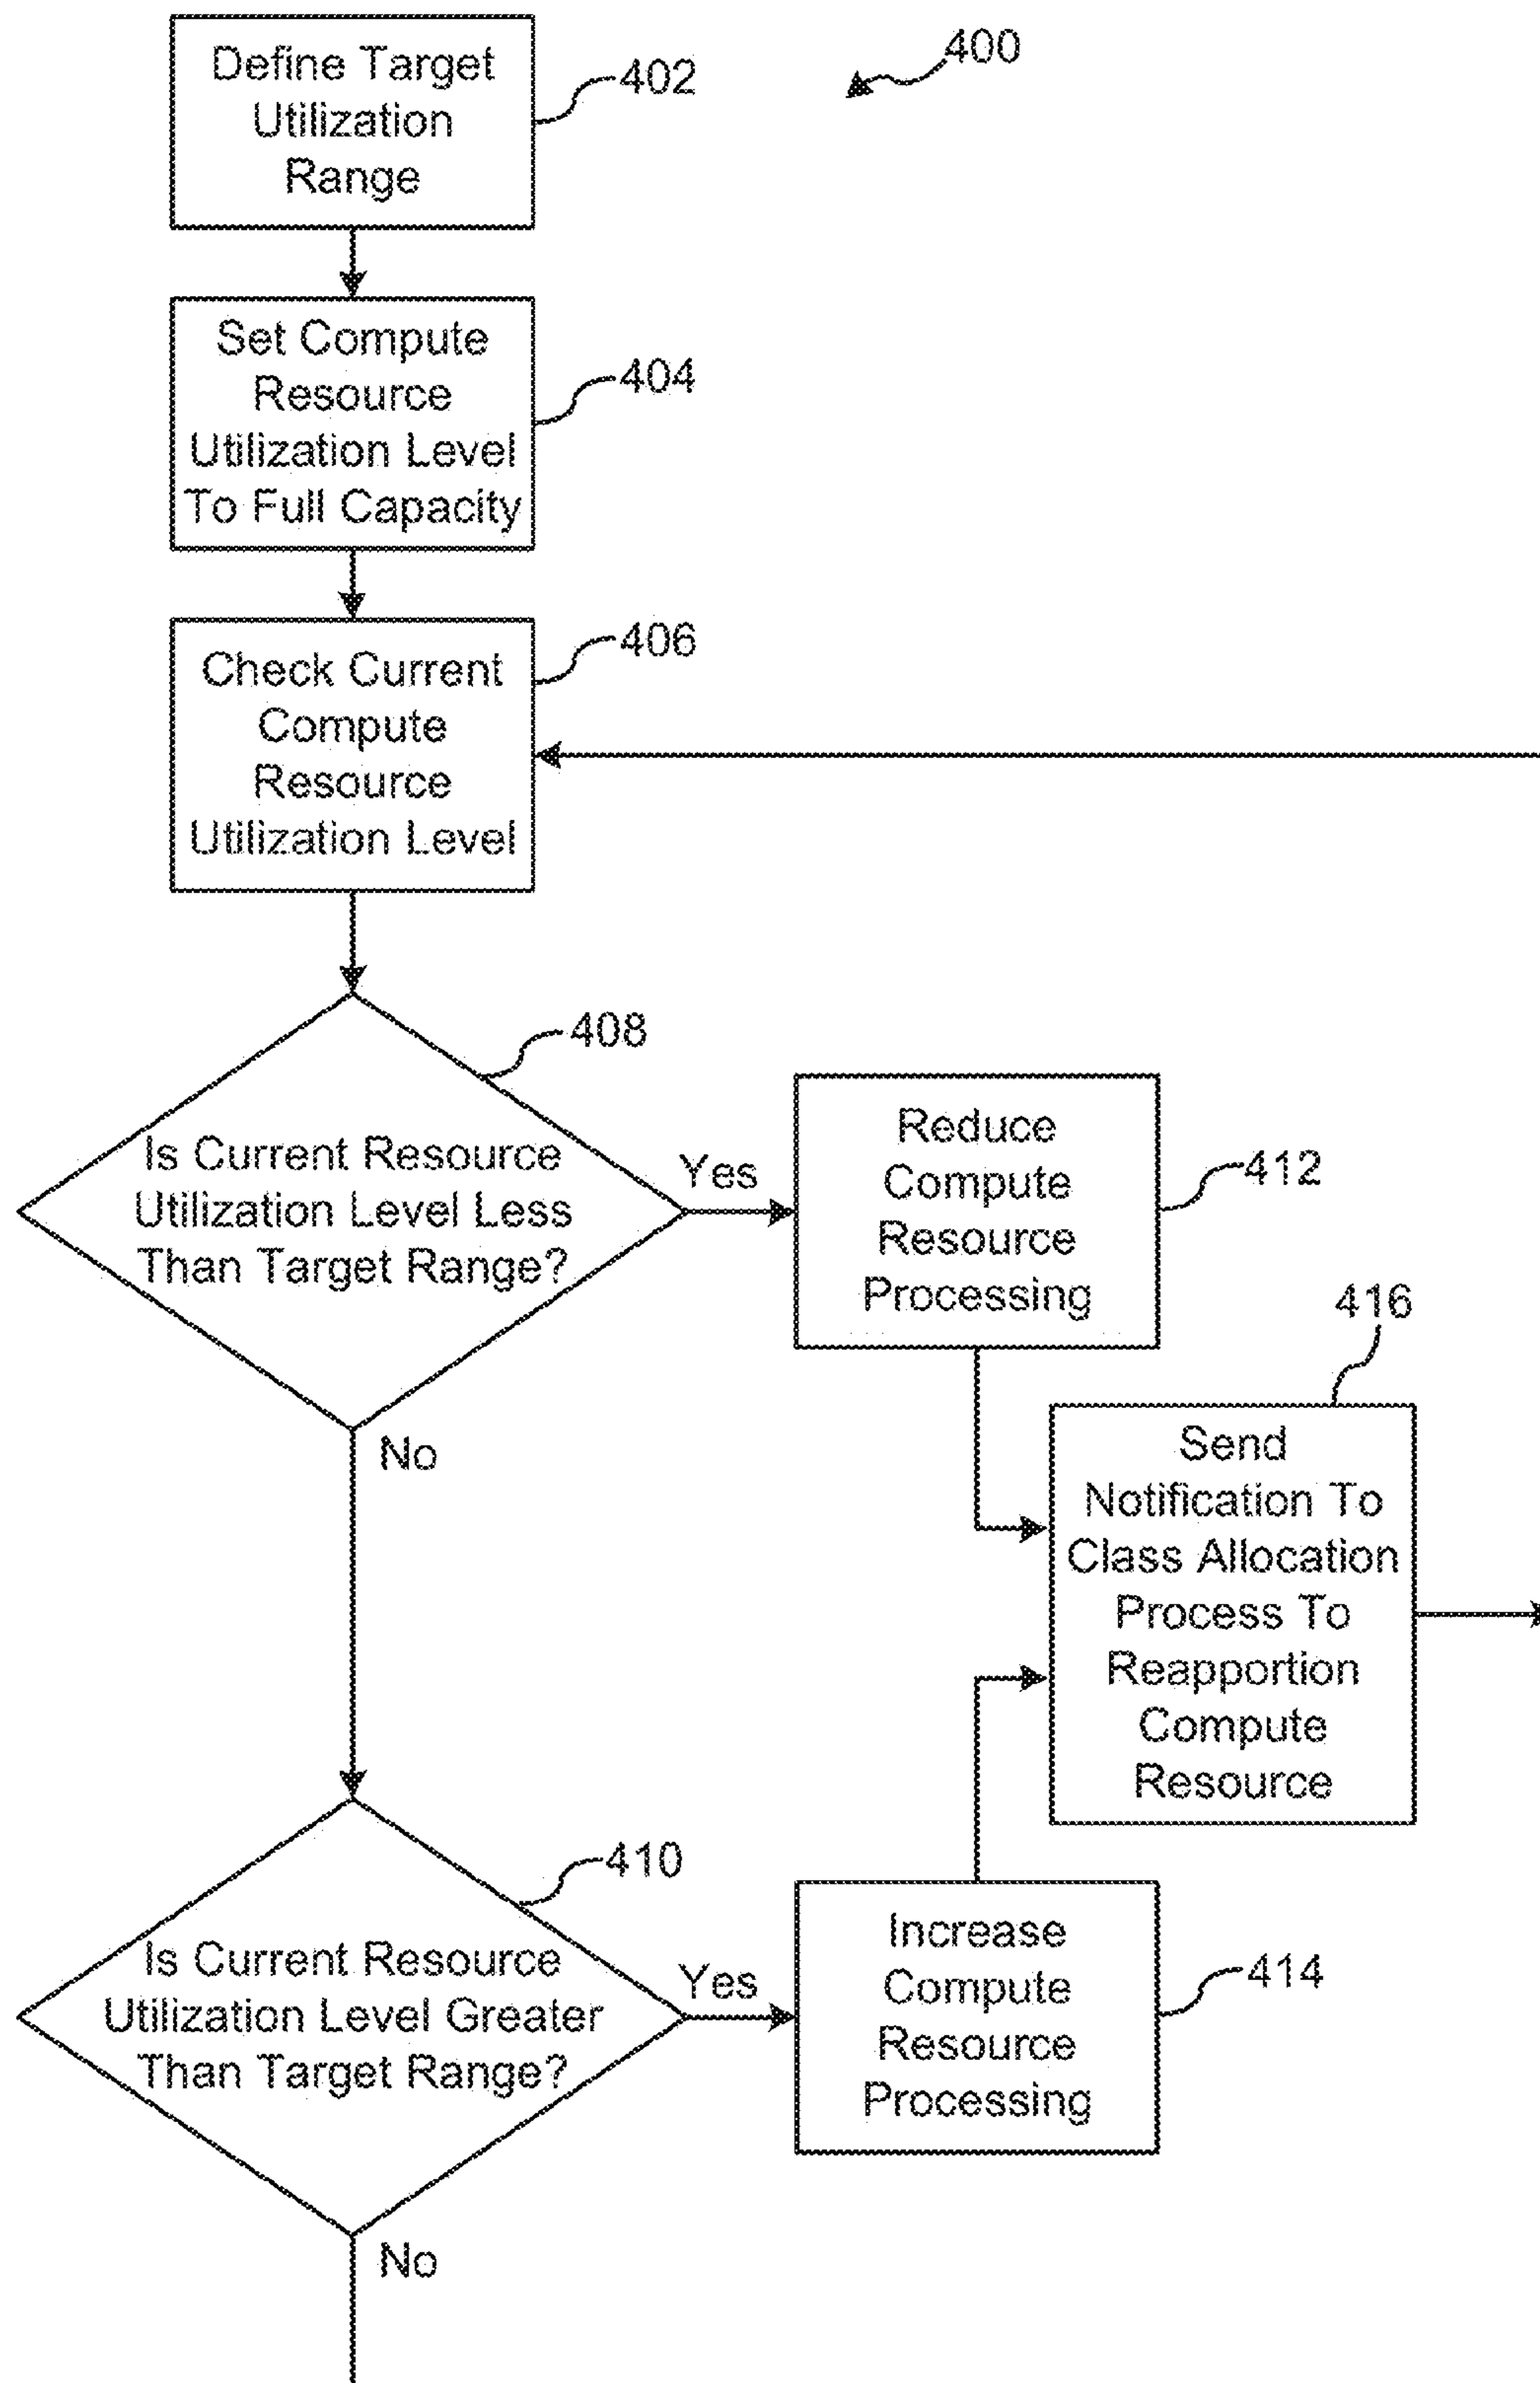 400
Define Target
Utilization
Range
402
Set Compute
Resource
Utilization Level
To Full Capacity
404
Check Current
Compute
Resource
Utilization Level
406
408
Is Current Resource
Utilization Level Less
Than Target Range?
Yes
No
Reduce
Compute
Resource
Processing
412
416
Send
Notification To
Class Allocation
Process To
Reapportion
Compute
Resource
410
Is Current Resource
Utilization Level Greater
Than Target Range?
Yes
No
Increase
Compute
Resource
Processing
414